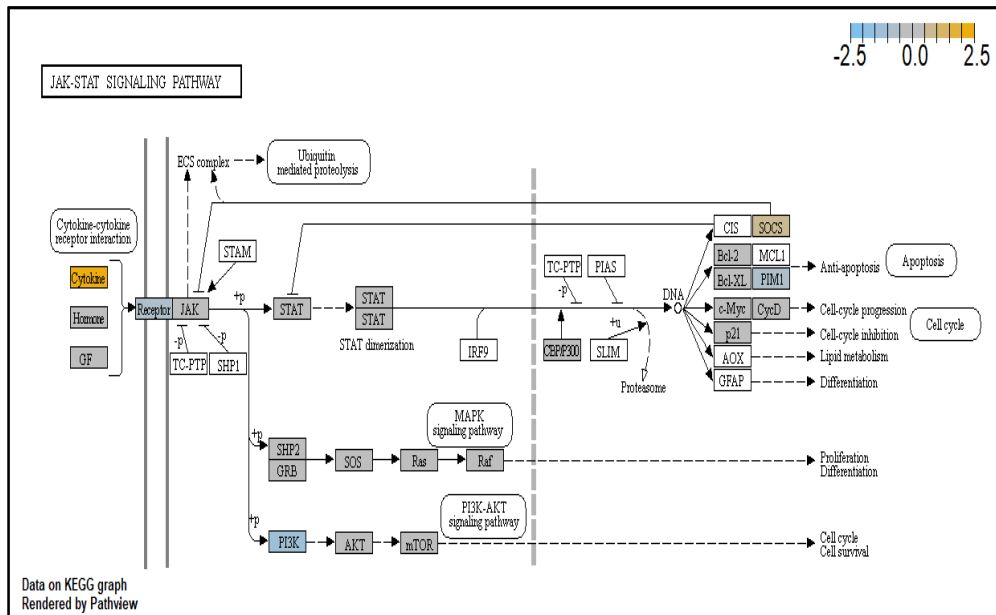 -2.5 0.0 2.5
JAK-STAT SIGNALING PATHWAY
ECS complex
Ubiquitin
mediated proteolysis
Cytokine-cytokine
receptor interaction
Cytokine
Hormone
GF
Receptor
JAK
STAM
TC-PTP
SHP1
-p
-p
+p
STAT
STAT
STAT
STAT dimerization
IRF9
TC-PTP
PIAS
-p
CBP/P300
+u
SLIM
Proteasome
DNA
CIS
SOCS
Bcl-2
MCL1
Bcl-XL
PIM1
Anti-apoptosis
Apoptosis
c-Myc
CycD
Cell-cycle progression
p21
Cell-cycle inhibition
Cell cycle
AOX
Lipid metabolism
GFAP
Differentiation
+p
SHP2
GRB
SOS
Ras
Raf
MAPK
signaling pathway
Proliferation
Differentiation
+p
PI3K
AKT
mTOR
PI3K-AKT
signaling pathway
Cell cycle
Cell survival
Data on KEGG graph
Rendered by Pathview